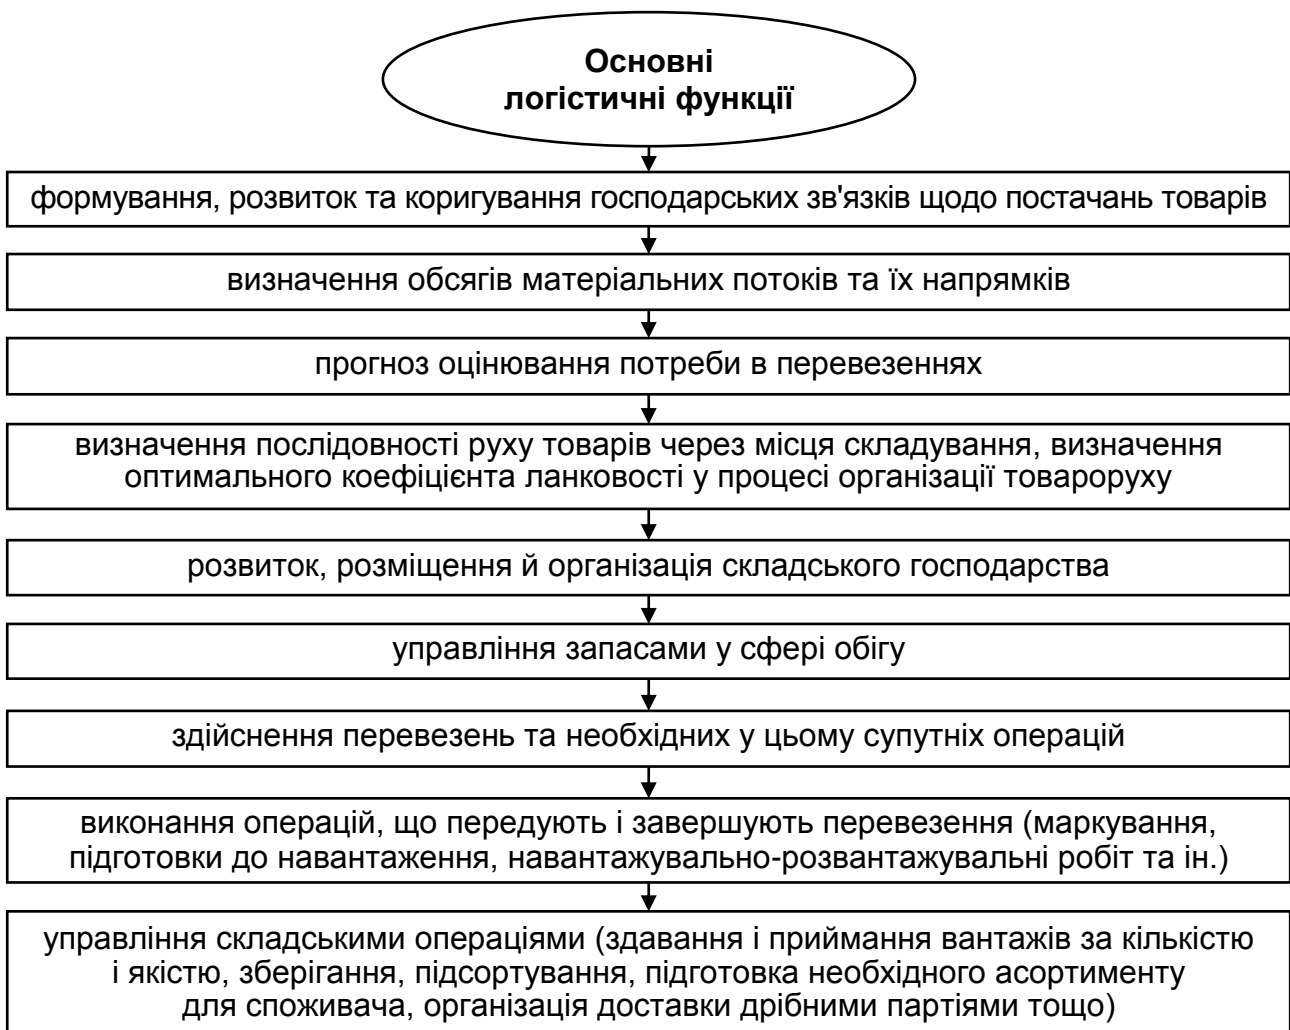 Основні
логістичні функції
формування, розвиток та коригування господарських зв'язків щодо постачань товарів
визначення обсягів матеріальних потоків та їх напрямків
прогноз оцінювання потреби в перевезеннях
визначення послідовності руху товарів через місця складування, визначення
оптимального коефіцієнта ланковості у процесі організації товароруху
розвиток, розміщення й організація складського господарства
управління запасами у сфері обігу
здійснення перевезень та необхідних у цьому супутніх операцій
виконання операцій, що передують і завершують перевезення (маркування,
підготовки до навантаження, навантажувально-розвантажувальні робіт та ін.)
управління складськими операціями (здавання і приймання вантажів за кількістю
і якістю, зберігання, підсортування, підготовка необхідного асортименту
для споживача, організація доставки дрібними партіями тощо)